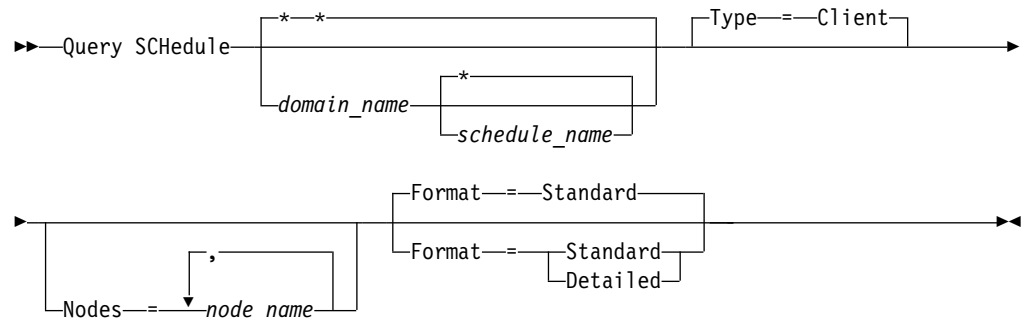 * * Type = Client
Query SCHedule
*
domain_name
schedule_name
Format = Standard
,
Format = Standard
Detailed
Nodes = node_name